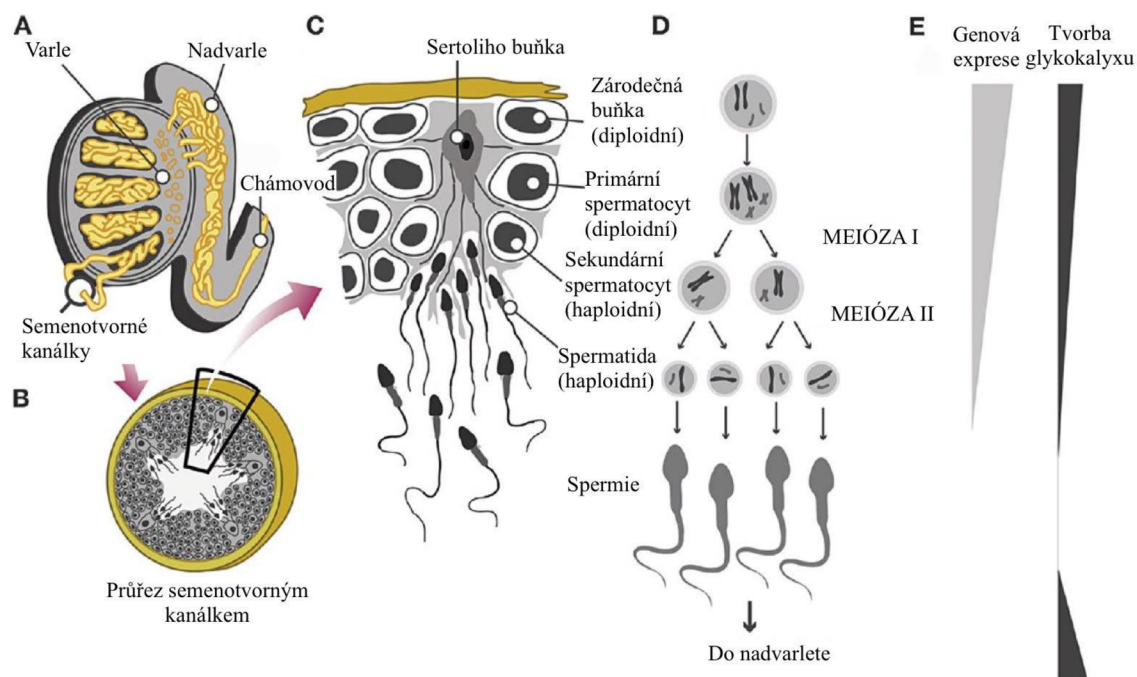 A
Varle
Nadvarle
Chámovod
Semenotvorné
kanálky
B
Průřez semenotvorným
kanálkem
C
Sertoliho buňka
Zárodečná
buňka
(diploidní)
Primární
spermatocyt
(diploidní)
Sekundární
spermatocyt
(haploidní)
Spermatida
(haploidní)
D
MEIÓZA I
MEIÓZA II
Spermie
Do nadvarlete
E
Genová
exprese
Tvorba
glykokalyxu